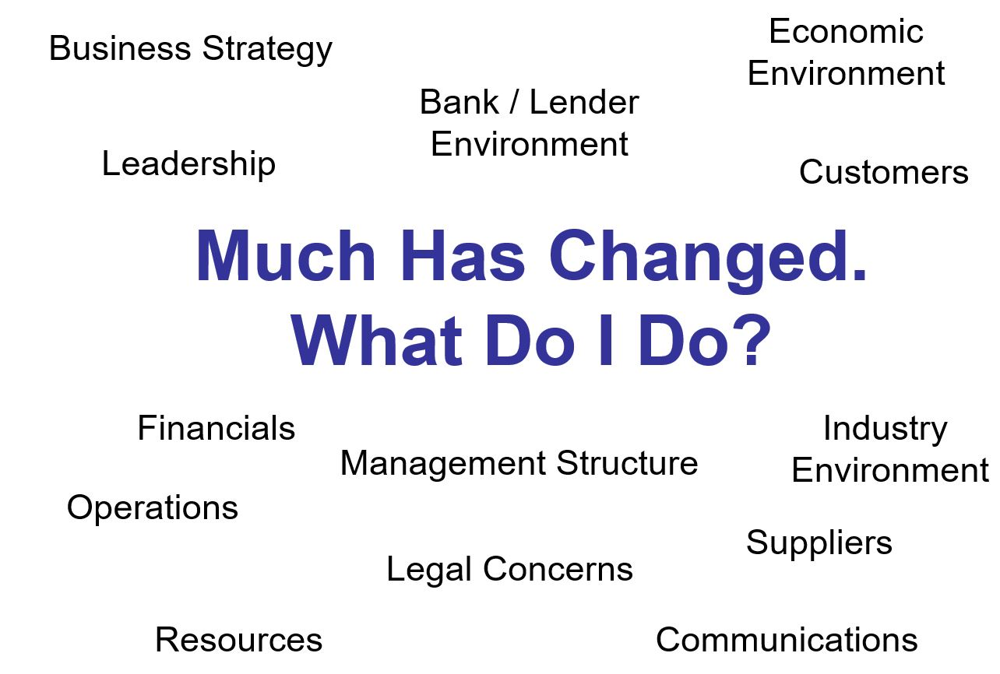 Business Strategy
Economic
Environment
Bank / Lender
Environment
Leadership
Customers
Much Has Changed.
What Do I Do?
Financials
Industry
Environment
Management Structure
Operations
Suppliers
Legal Concerns
Resources
Communications